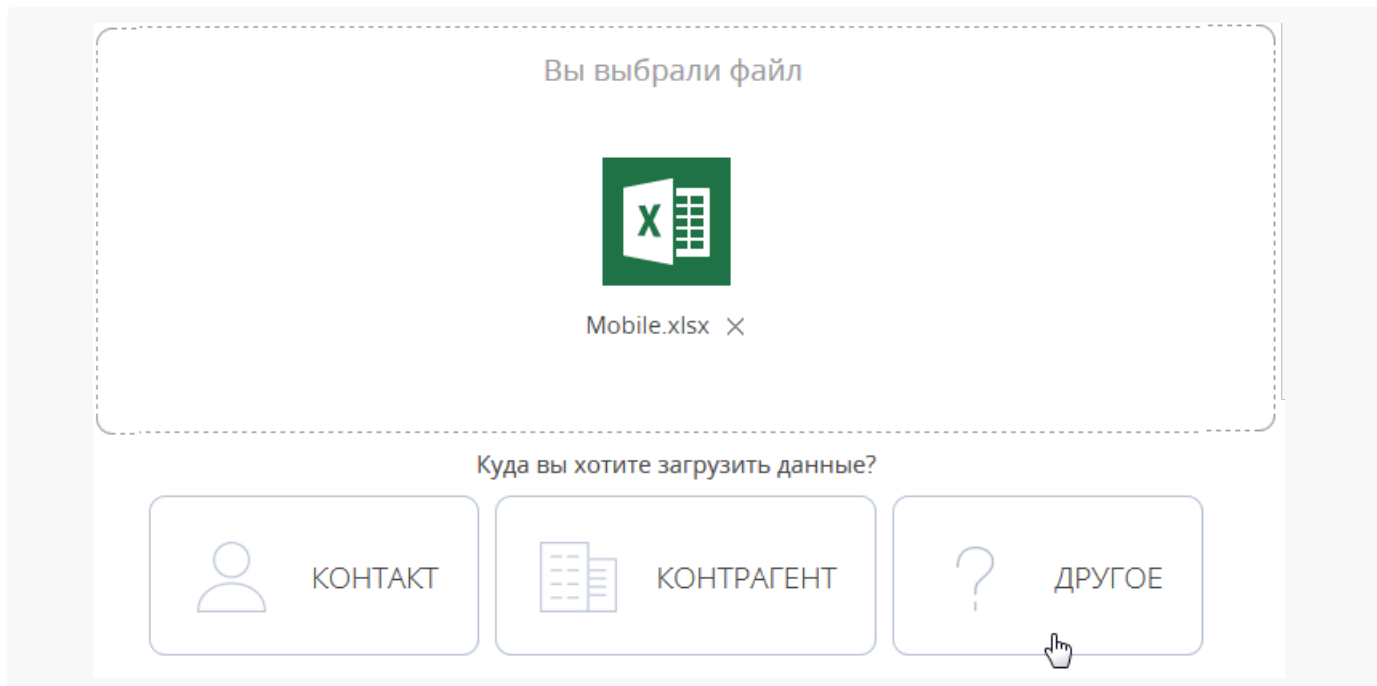 Вы выбрали файл
X
Mobile.xlsx
Куда вы хотите загрузить данные?
КОНТАКТ
КОНТРАГЕНТ
ДРУГОЕ